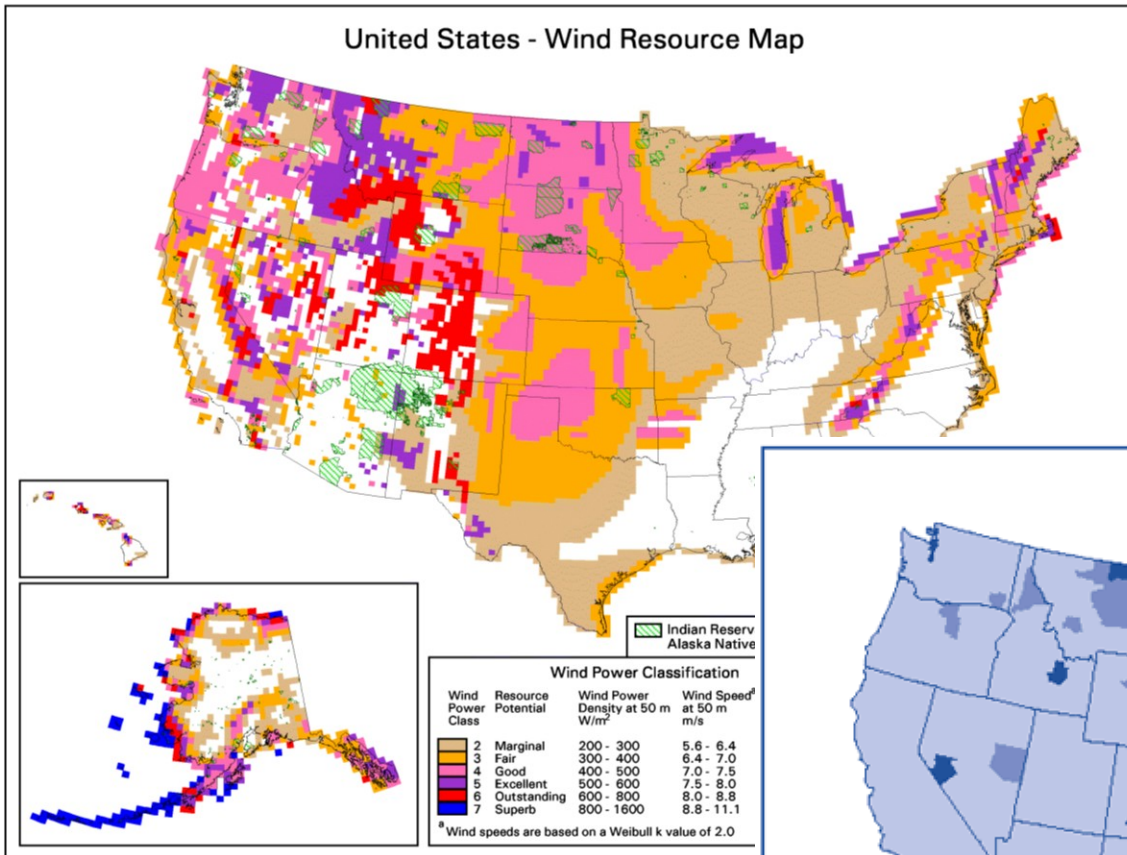 United States - Wind Resource Map
Indian Reserv
Alaska Native
Wind Power Classification
Wind Power Class Resource Potential Wind Power Density at 50 m W/m² Wind Speedᵃ at 50 m m/s
2 Marginal 200 - 300 5.6 - 6.4
3 Fair 300 - 400 6.4 - 7.0
4 Good 400 - 500 7.0 - 7.5
5 Excellent 500 - 600 7.5 - 8.0
6 Outstanding 600 - 800 8.0 - 8.8
7 Superb 800 - 1600 8.8 - 11.1
ᵃ Wind speeds are based on a Weibull k value of 2.0